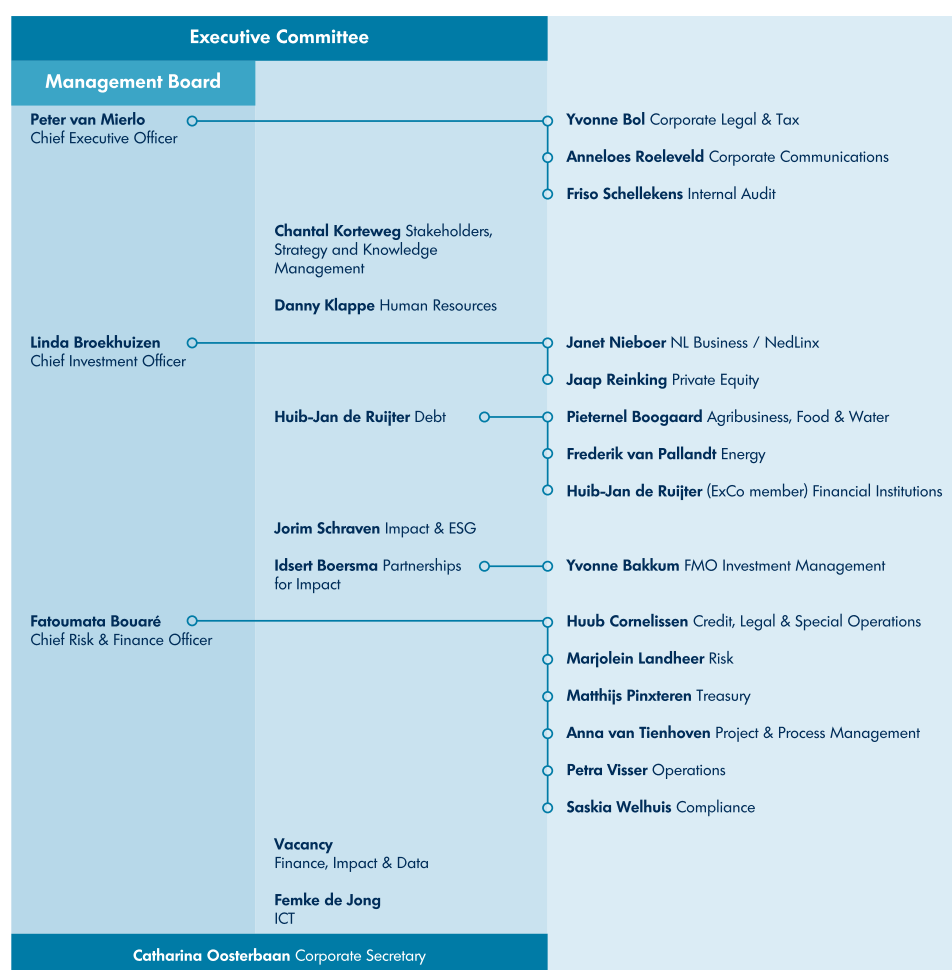 Executive Committee
Management Board
Peter van Mierlo
Chief Executive Officer
Yvonne Bol Corporate Legal & Tax
Anneloes Roeleveld Corporate Communications
Friso Schellekens Internal Audit
Chantal Korteweg Stakeholders,
Strategy and Knowledge
Management
Danny Klappe Human Resources
Linda Broekhuizen
Chief Investment Officer
Janet Nieboer NL Business / NedLinx
Jaap Reinking Private Equity
Huib-Jan de Ruijter Debt
Pieternel Boogaard Agribusiness, Food & Water
Frederik van Pallandt Energy
Huib-Jan de Ruijter (ExCo member) Financial Institutions
Jorim Schraven Impact & ESG
Idsert Boersma Partnerships
for Impact
Yvonne Bakkum FMO Investment Management
Fatoumata Bouaré
Chief Risk & Finance Officer
Huub Cornelissen Credit, Legal & Special Operations
Marjolein Landheer Risk
Matthijs Pinxteren Treasury
Anna van Tienhoven Project & Process Management
Petra Visser Operations
Saskia Welhuis Compliance
Vacancy
Finance, Impact & Data
Femke de Jong
ICT
Catharina Oosterbaan Corporate Secretary